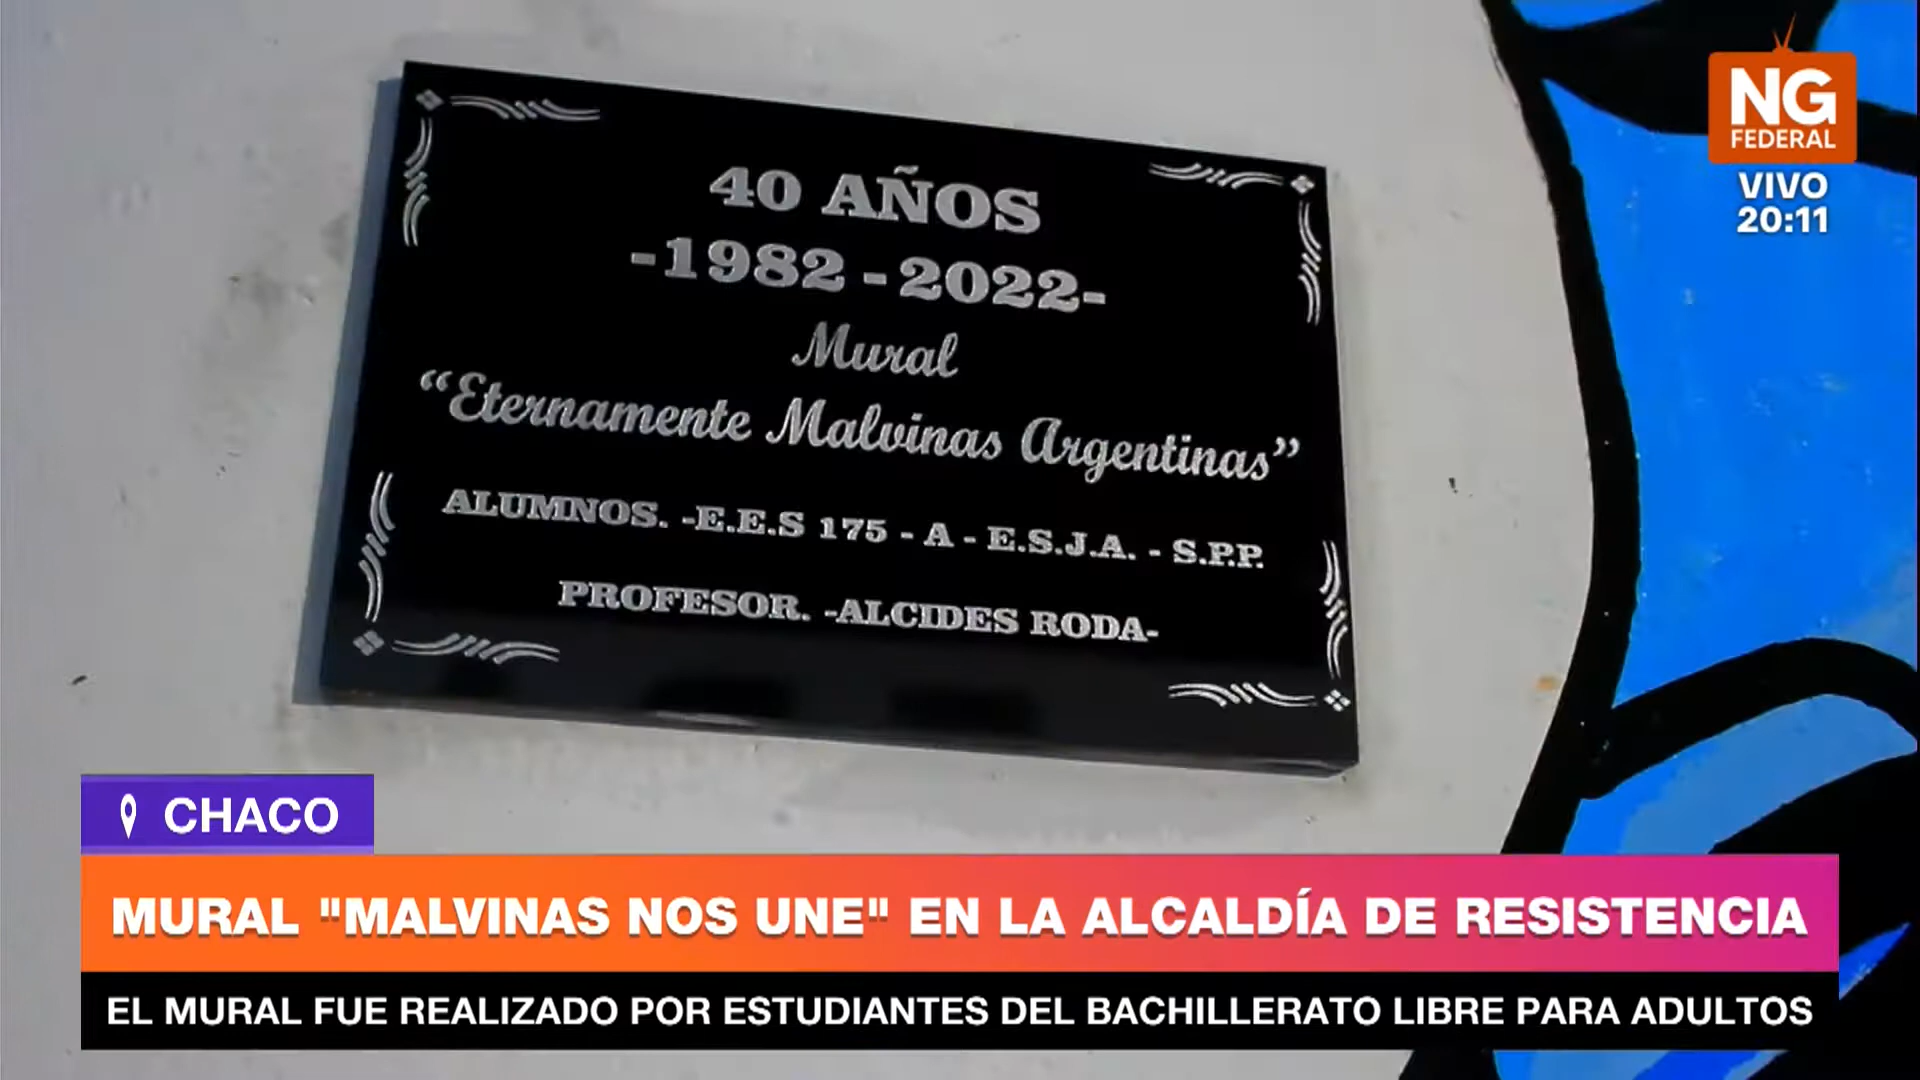 NG
FEDERAL
VIVO
20:11
40 AÑOS
-1982 - 2022-
Mural
“Eternamente Malvinas Argentinas”
ALUMNOS. -E.E.S 175 - A - E.S.J.A. - S.P.P.
PROFESOR. -ALCIDES RODA-
CHACO
MURAL "MALVINAS NOS UNE" EN LA ALCALDÍA DE RESISTENCIA
EL MURAL FUE REALIZADO POR ESTUDIANTES DEL BACHILLERATO LIBRE PARA ADULTOS